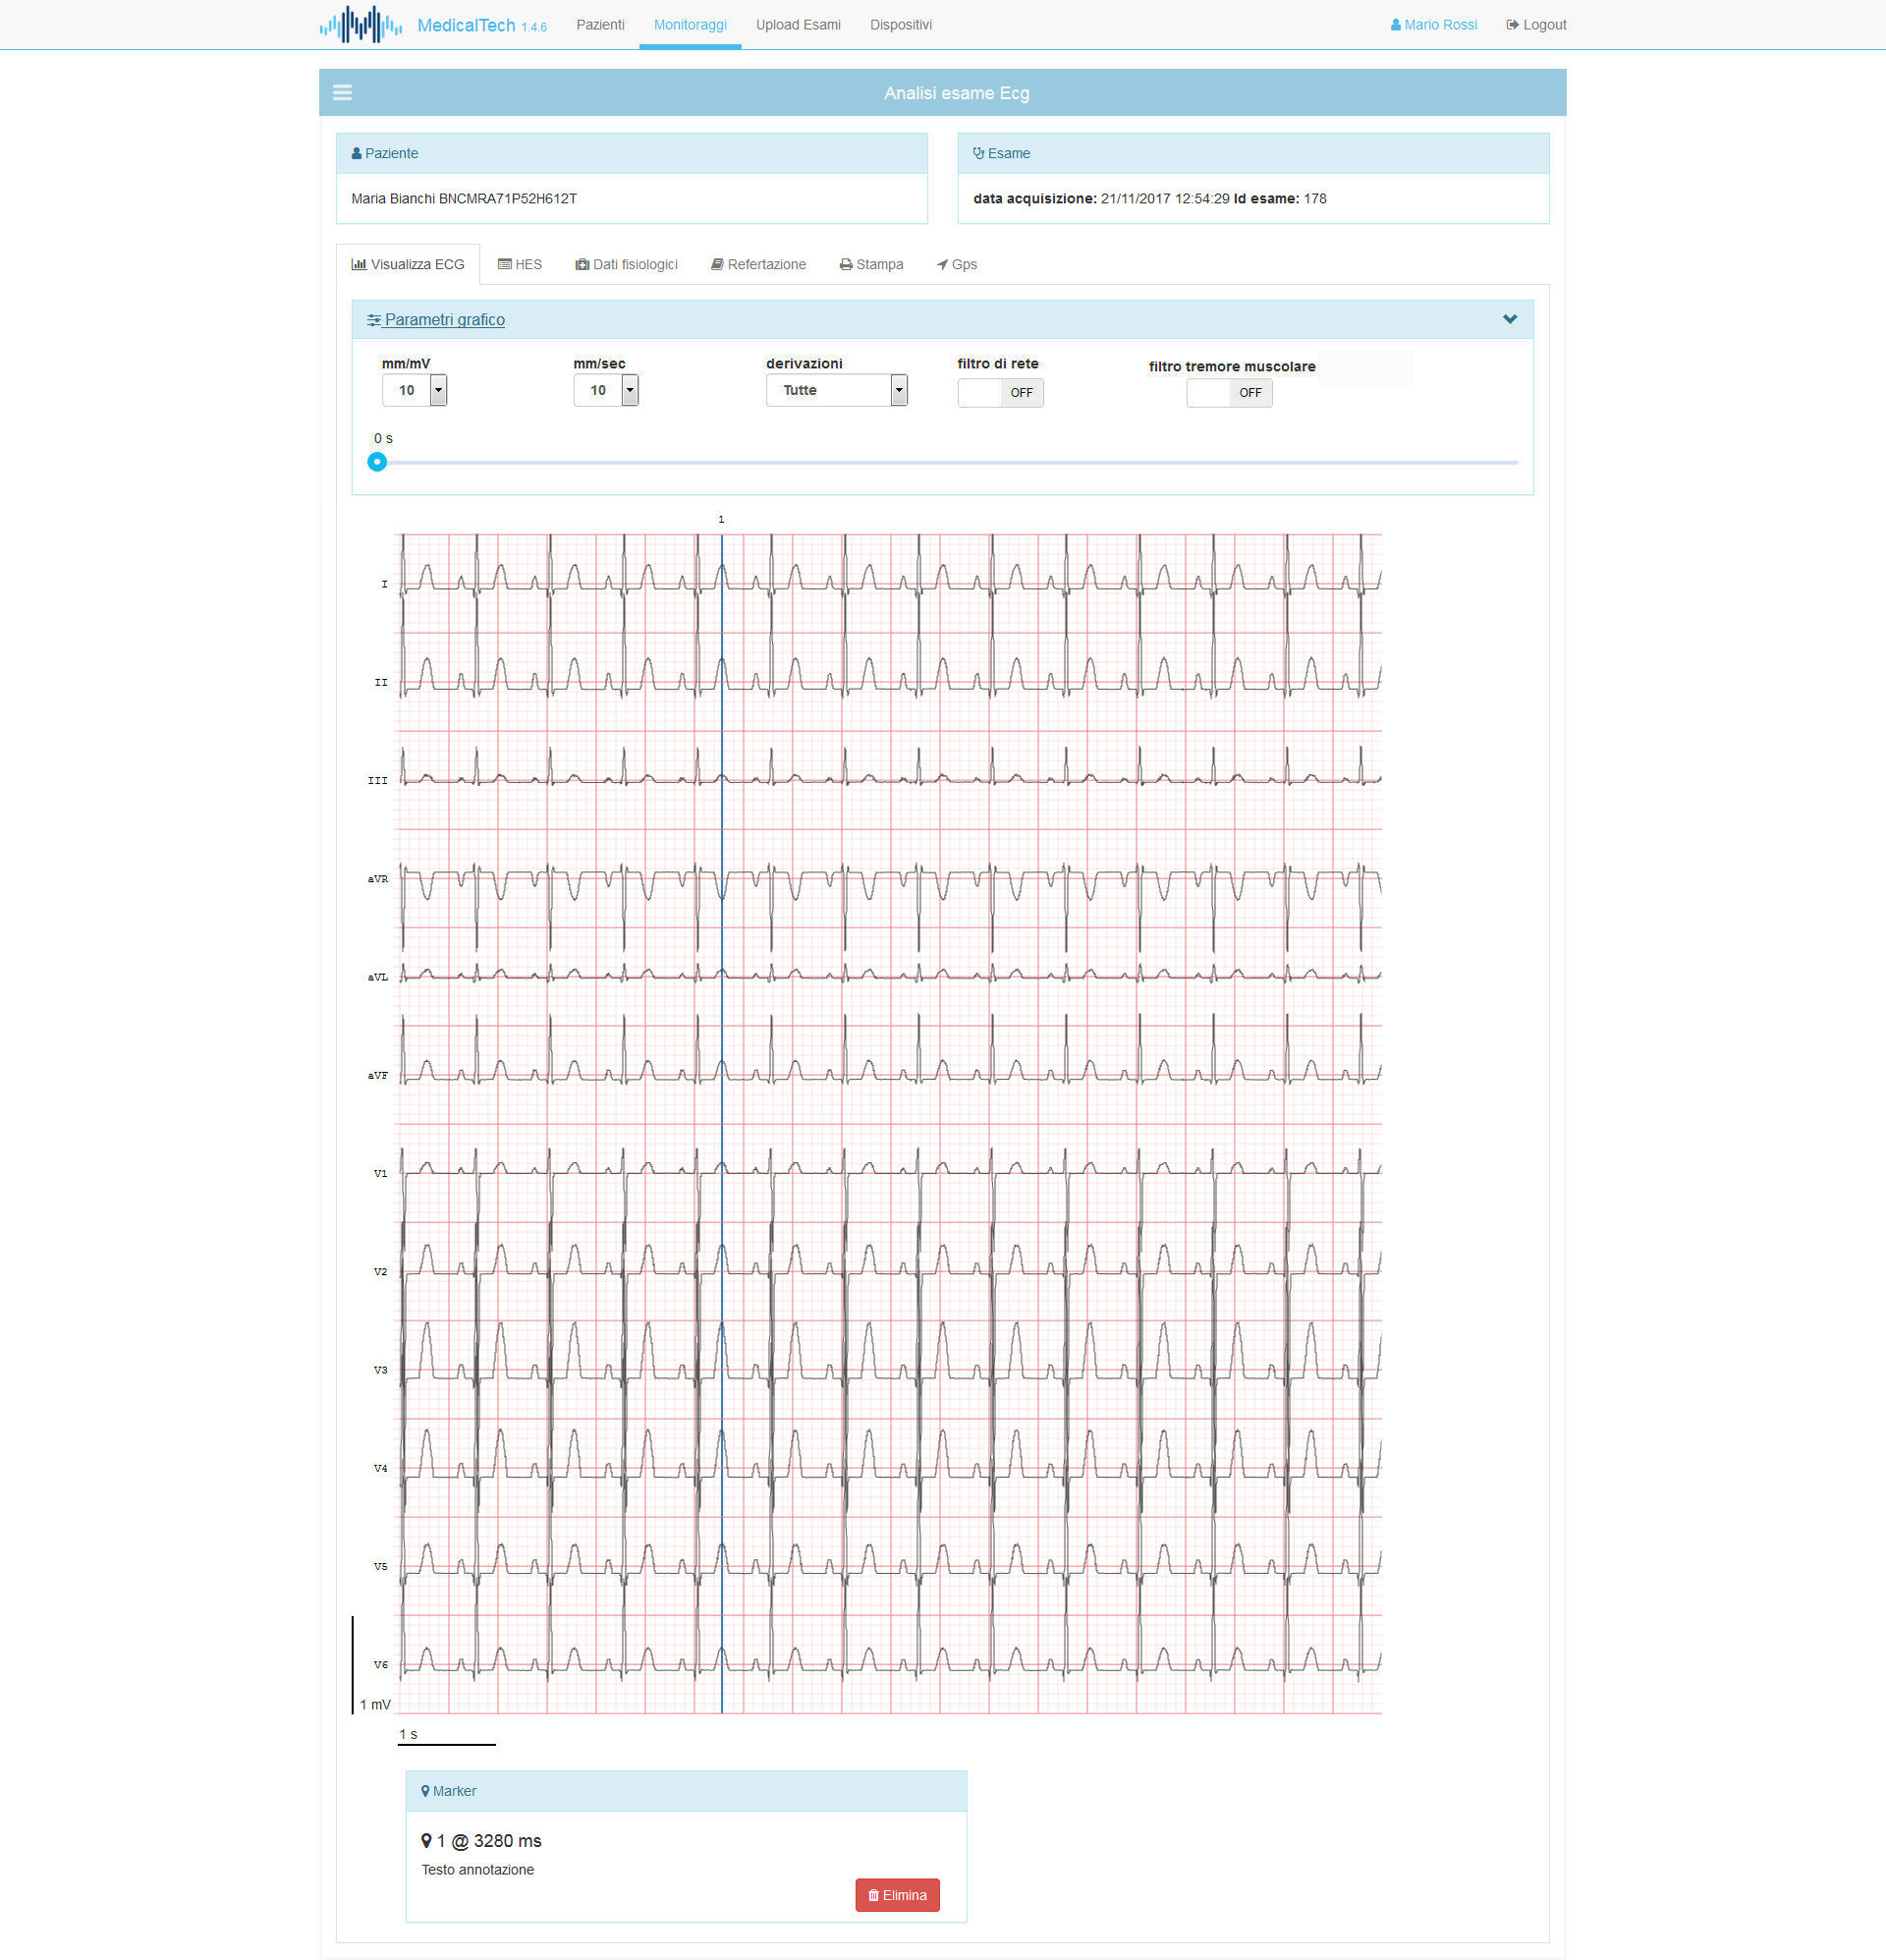 MedicalTech 1.4.6 Pazienti Monitoraggi Upload Esami Dispositivi Mario Rossi Logout
Analisi esame Ecg
Paziente
Maria Bianchi BNCMRA71P52H612T
Esame
data acquisizione: 21/11/2017 12:54:29 Id esame: 178
Visualizza ECG HES Dati fisiologici Refertazione Stampa Gps
Parametri grafico
mm/mV mm/sec derivazioni filtro di rete filtro tremore muscolare
10 10 Tutte OFF OFF
0 s
1
I
II
III
aVR
aVL
aVF
V1
V2
V3
V4
V5
V6
1 mV
1 s
Marker
1 @ 3280 ms
Testo annotazione
Elimina